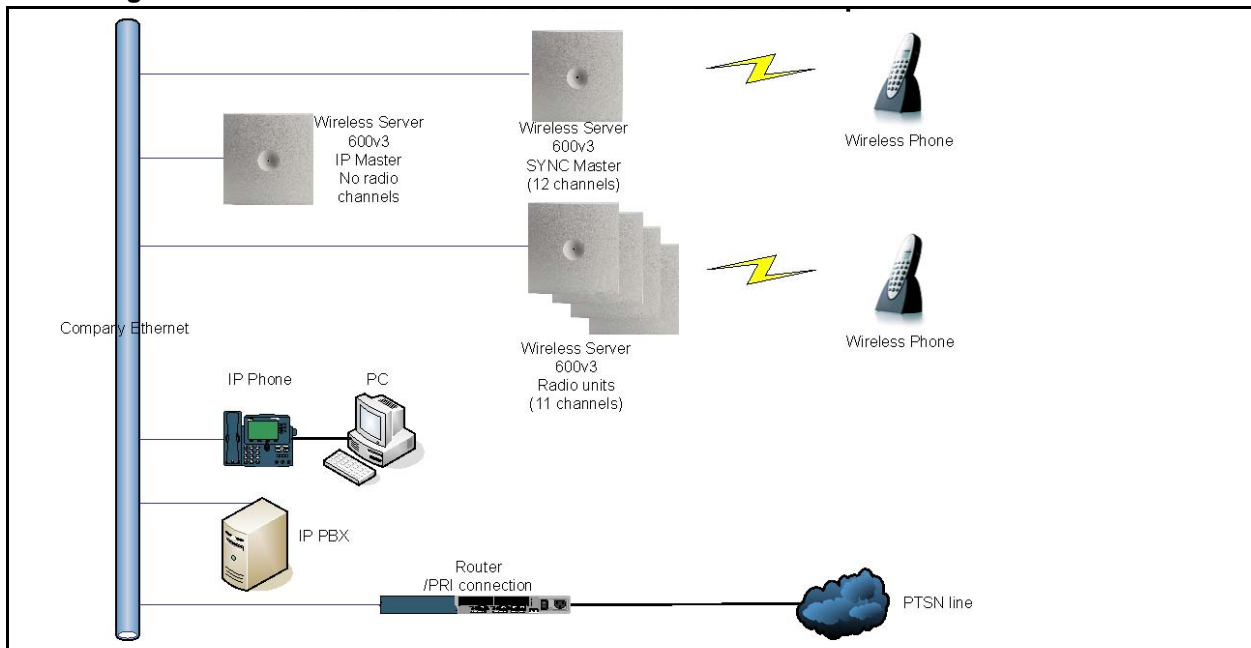 Wireless Server
600v3
IP Master
No radio
channels
Wireless Server
600v3
SYNC Master
(12 channels)
Wireless Phone
Company Ethernet
Wireless Server
600v3
Radio units
(11 channels)
Wireless Phone
IP Phone
PC
IP PBX
Router
/PRI connection
PTSN line